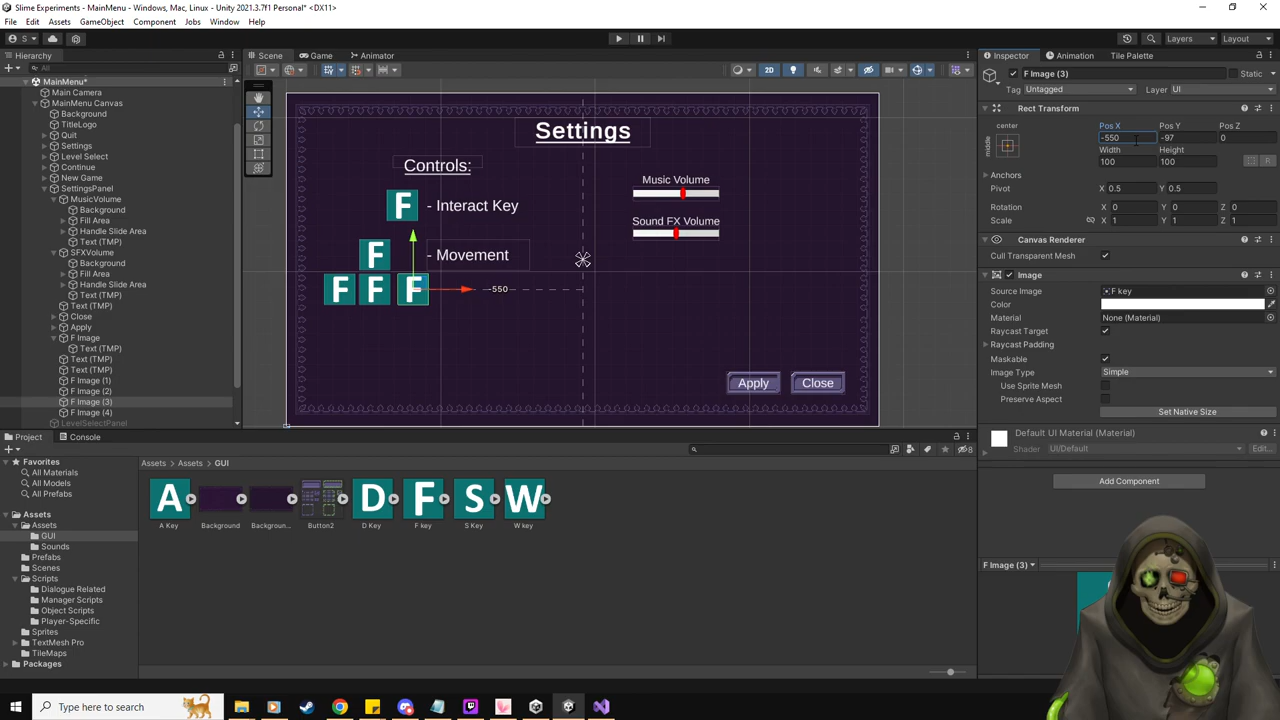 Slime Experiments - MainMenu - Windows, Mac, Linux - Unity 2021.3.7f1 Personal* <DX11>
File Edit Assets GameObject Component Jobs Window Help
S Layers Layout
Hierarchy
All
MainMenu*
Main Camera
MainMenu Canvas
Background
TitleLogo
Quit
Settings
Level Select
Continue
New Game
SettingsPanel
MusicVolume
Background
Fill Area
Handle Slide Area
Text (TMP)
SFXVolume
Background
Fill Area
Handle Slide Area
Text (TMP)
Text (TMP)
Close
Apply
F Image
Text (TMP)
Text (TMP)
Text (TMP)
F Image (1)
F Image (2)
F Image (3)
F Image (4)
LevelSelectPanel
Scene Game Animator
2D
Settings
Controls:
F - Interact Key
F - Movement
F F F -550
Music Volume
Sound FX Volume
Apply Close
Inspector Animation Tile Palette
F Image (3) Static
Tag Untagged Layer UI
Rect Transform
center
middle
Pos X Pos Y Pos Z
-550 -97 0
Width Height
100 100 R
Anchors
Pivot X 0.5 Y 0.5
Rotation X 0 Y 0 Z 0
Scale X 1 Y 1 Z 1
Canvas Renderer
Cull Transparent Mesh
Image
Source Image F key
Color
Material None (Material)
Raycast Target
Raycast Padding
Maskable
Image Type Simple
Use Sprite Mesh
Preserve Aspect
Set Native Size
Default UI Material (Material)
Shader UI/Default Edit...
Add Component
F Image (3)
Project Console
8
Favorites
All Materials
All Models
All Prefabs
Assets
Assets
GUI
Sounds
Prefabs
Scenes
Scripts
Dialogue Related
Manager Scripts
Object Scripts
Player-Specific
Sprites
TextMesh Pro
TileMaps
Packages
Assets > Assets > GUI
A D F S W
A Key Background Backgroun... Button2 D Key F key S Key W key
Type here to search